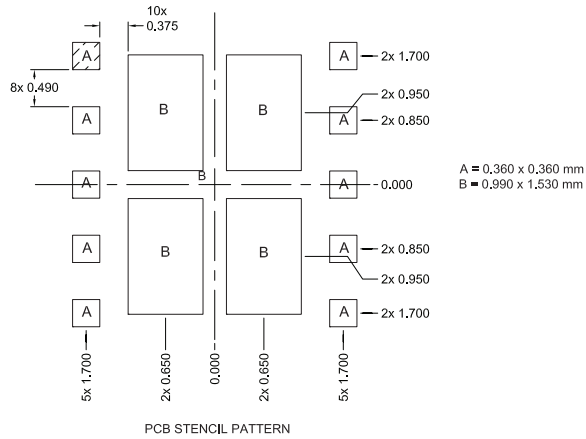 10x
0.375
A
A
2x 1.700
8x 0.490
2x 0.950
B
B
A
A
2x 0.850
A = 0.360 x 0.360 mm
B
A
A
0.000
B = 0.990 x 1.530 mm
A
A
2x 0.850
B
B
2x 0.950
A
A
2x 1.700
5x 1.700
2x 0.650
0.000
2x 0.650
5x 1.700
PCB STENCIL PATTERN